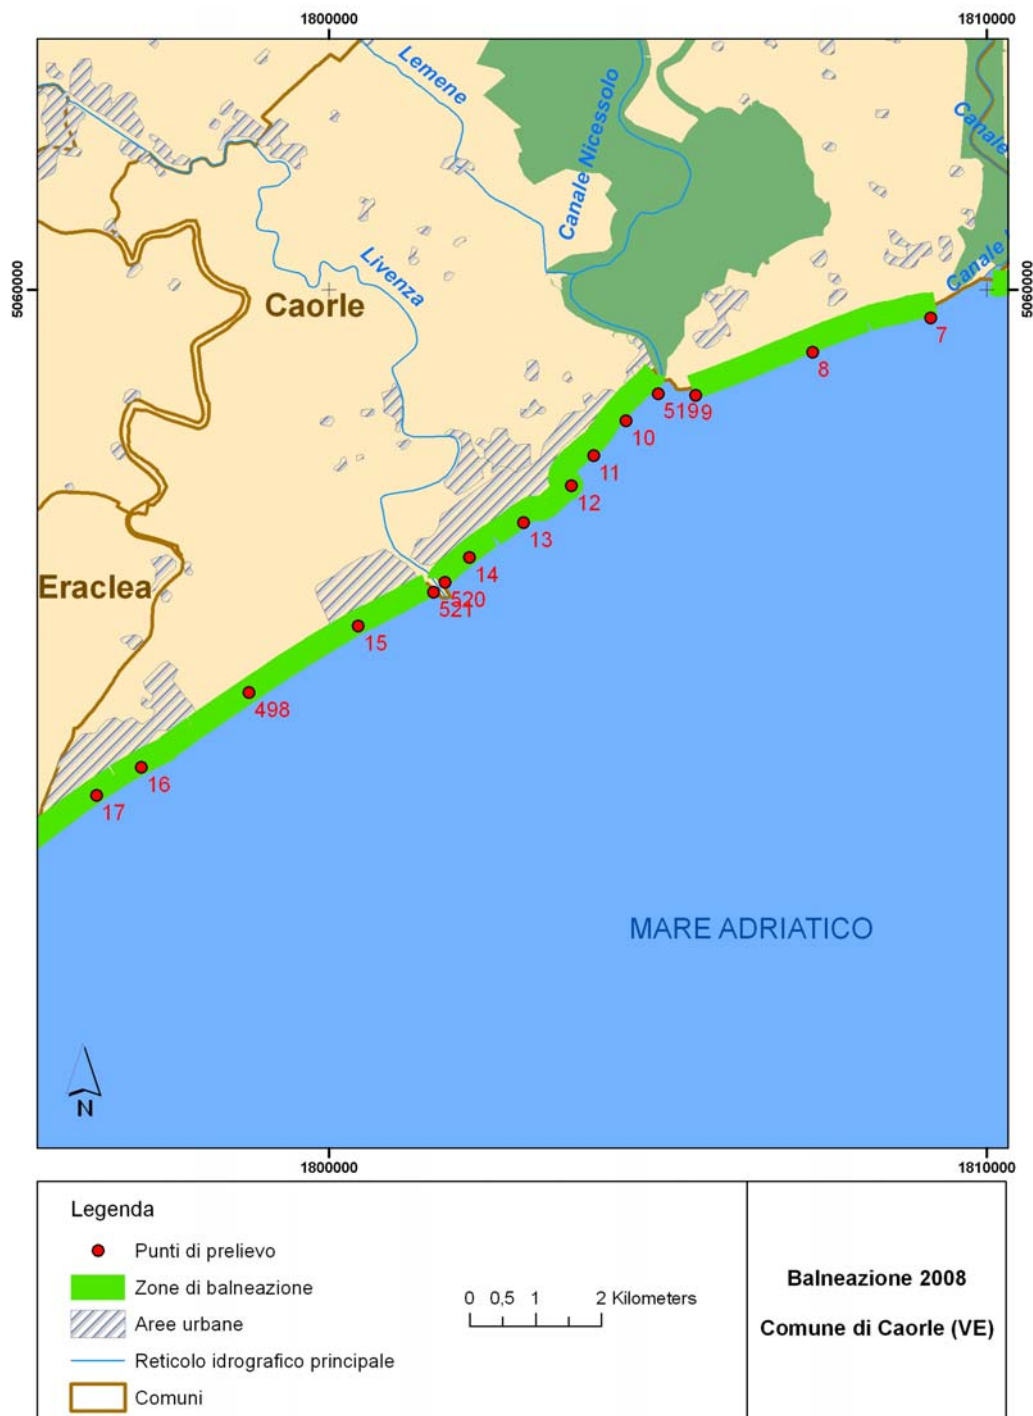 1800000
1810000
Lemene
Canale Nicessolo
Canale
Canale
5060000
5060000
Livenza
Caorle
7
8
519
9
10
11
12
13
14
520
521
15
Eraclea
498
16
17
MARE ADRIATICO
N
1800000
1810000
Legenda
Punti di prelievo
Zone di balneazione
Aree urbane
Reticolo idrografico principale
Comuni
0 0,5 1 2 Kilometers
Balneazione 2008
Comune di Caorle (VE)